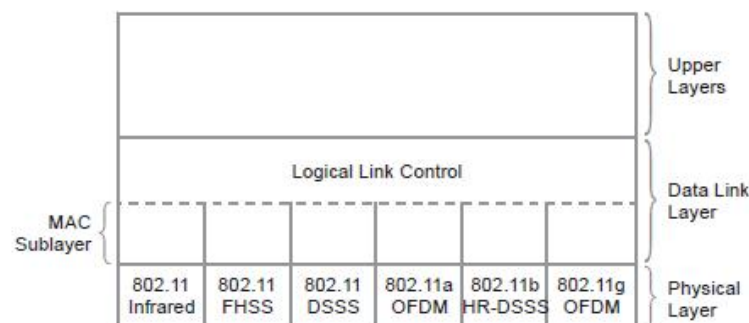 Upper
Layers
Logical Link Control
Data Link
Layer
MAC
Sublayer
802.11 802.11 802.11 802.11a 802.11b 802.11g
Infrared FHSS DSSS OFDM HR-DSSS OFDM
Physical
Layer